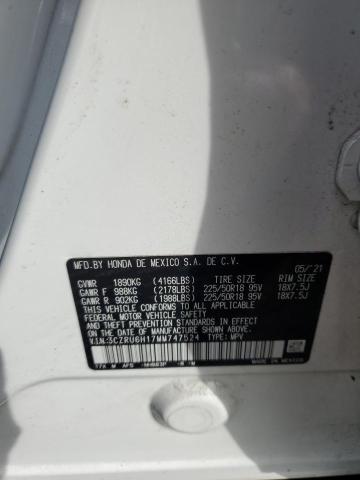 MFD.BY HONDA DE MEXICO S.A. DE C.V. 05/'21
GVWR 1890KG (4166LBS) TIRE SIZE RIM SIZE
GAWR F 988KG (2178LBS) 225/50R18 95V 18X7.5J
GAWR R 902KG (1988LBS) 225/50R18 95V 18X7.5J
THIS VEHICLE CONFORMS TO ALL APPLICABLE
FEDERAL MOTOR VEHICLE SAFETY AND THEFT
PREVENTION STANDARDS IN EFFECT ON THE
DATE OF MANUFACTURE SHOWN ABOVE.
V.I.N:3CZRU6H17MM747524 TYPE: MPV
T7X M AFS NH883P MADE IN MEXICO